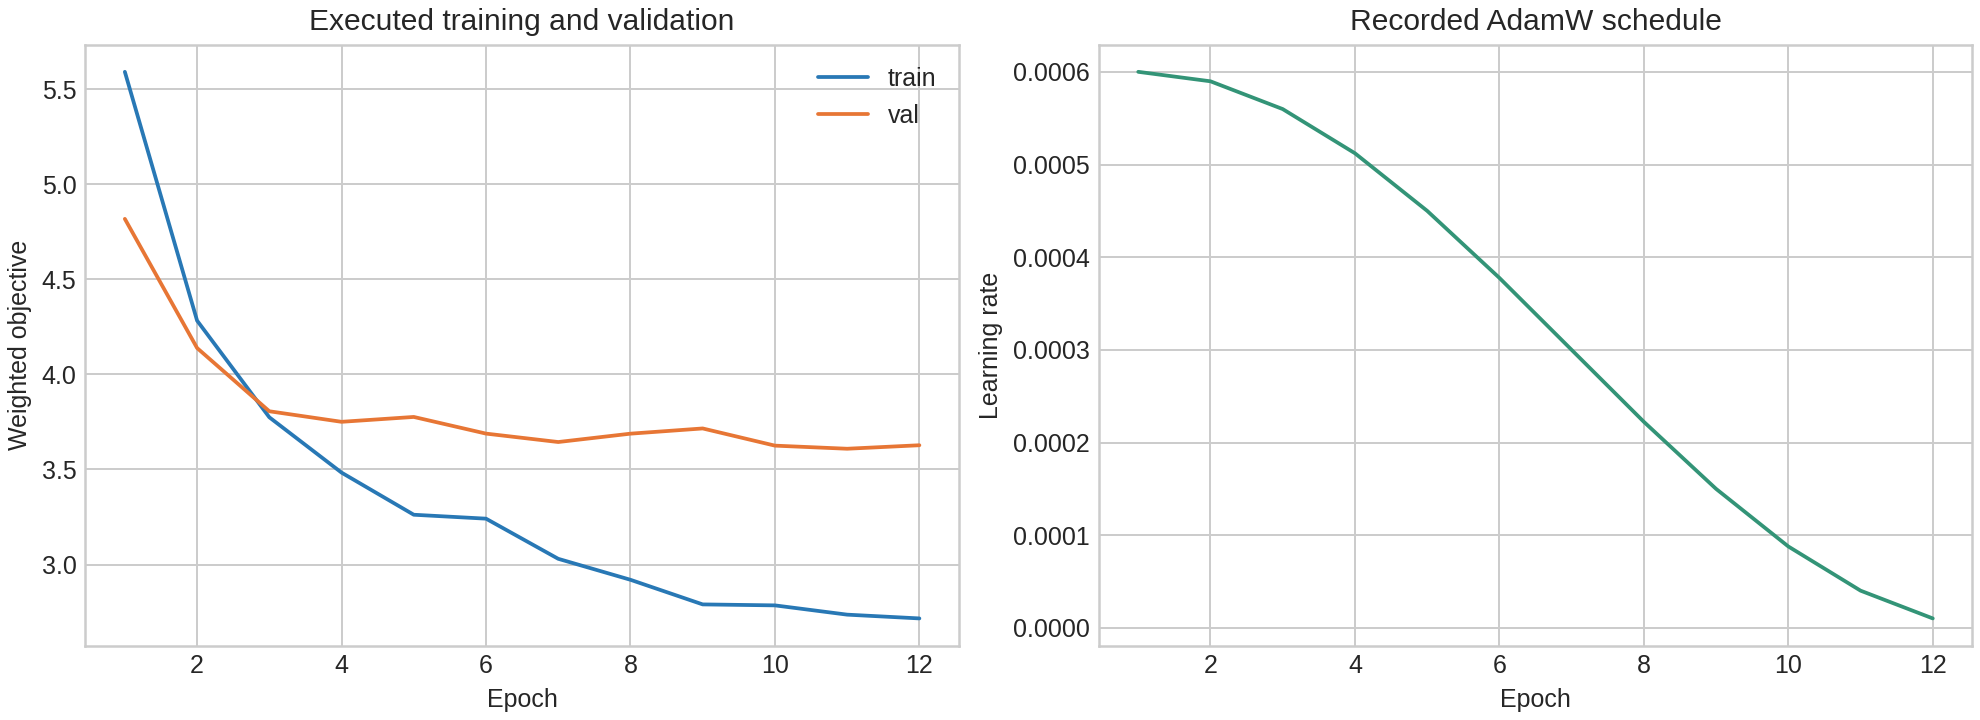 Executed training and validation
train
val
5.5
5.0
4.5
4.0
3.5
3.0
Weighted objective
2 4 6 8 10 12
Epoch
Recorded AdamW schedule
0.0006
0.0005
0.0004
0.0003
0.0002
0.0001
0.0000
Learning rate
2 4 6 8 10 12
Epoch